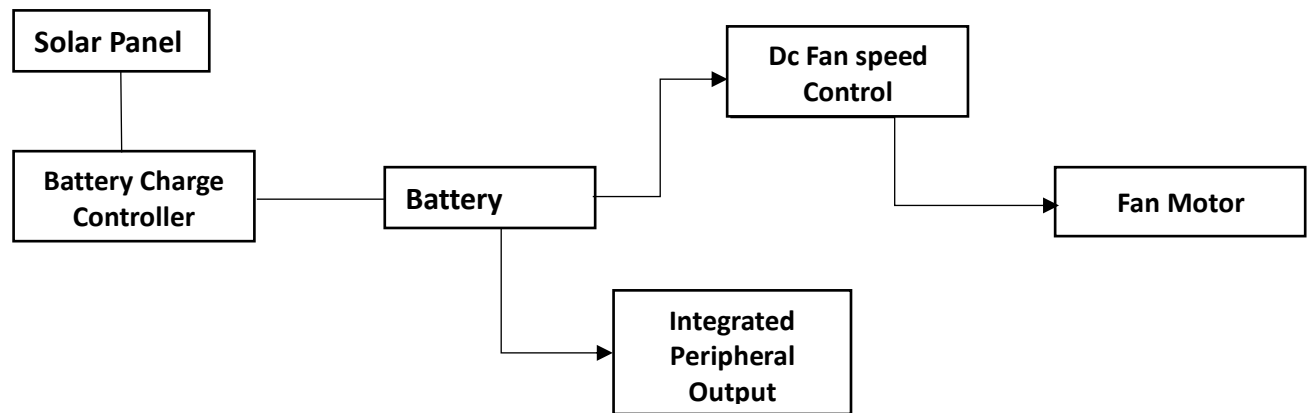 Solar Panel
Dc Fan speed
Control
Battery Charge
Controller
Battery
Fan Motor
Integrated
Peripheral
Output